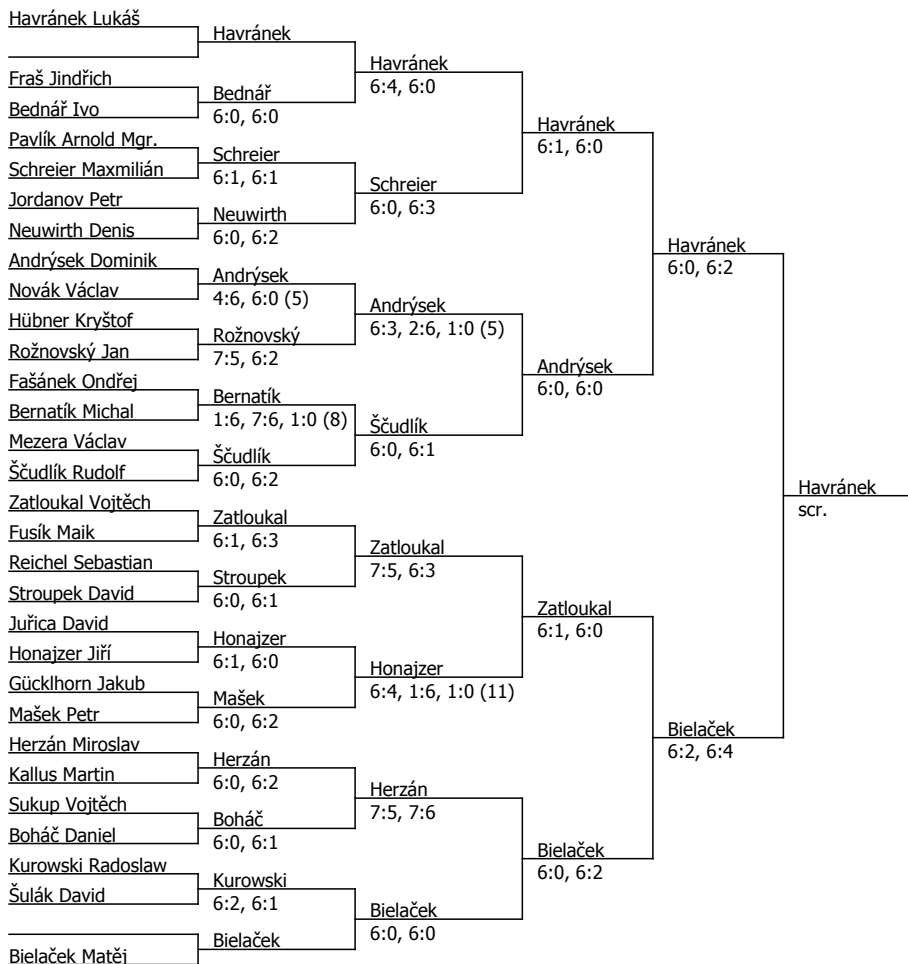 Havránek Lukáš
Fraš Jindřich
Bednář Ivo
Pavlík Arnold Mgr.
Schreier Maxmilián
Jordanov Petr
Neuwirth Denis
Andrýsek Dominik
Novák Václav
Hübner Kryštof
Rožnovský Jan
Fašánek Ondřej
Bernatík Michal
Mezera Václav
Ščudlík Rudolf
Zatloukal Vojtěch
Fusík Maik
Reichel Sebastian
Stroupek David
Juřica David
Honajzer Jiří
Gücklhorn Jakub
Mašek Petr
Herzán Miroslav
Kallus Martin
Sukup Vojtěch
Boháč Daniel
Kurowski Radoslaw
Šulák David
Bielaček Matěj
Havránek
Bednář
6:0, 6:0
Schreier
6:1, 6:1
Neuwirth
6:0, 6:2
Andrýsek
4:6, 6:0 (5)
Rožnovský
7:5, 6:2
Bernatík
1:6, 7:6, 1:0 (8)
Ščudlík
6:0, 6:2
Zatloukal
6:1, 6:3
Stroupek
6:0, 6:1
Honajzer
6:1, 6:0
Mašek
6:0, 6:2
Herzán
6:0, 6:2
Boháč
6:0, 6:1
Kurowski
6:2, 6:1
Bielaček
Havránek
6:4, 6:0
Schreier
6:0, 6:3
Andrýsek
6:3, 2:6, 1:0 (5)
Ščudlík
6:0, 6:1
Zatloukal
7:5, 6:3
Honajzer
6:4, 1:6, 1:0 (11)
Herzán
7:5, 7:6
Bielaček
6:0, 6:0
Havránek
6:1, 6:0
Andrýsek
6:0, 6:0
Zatloukal
6:1, 6:0
Bielaček
6:0, 6:2
Havránek
6:0, 6:2
Bielaček
6:2, 6:4
Havránek
scr.